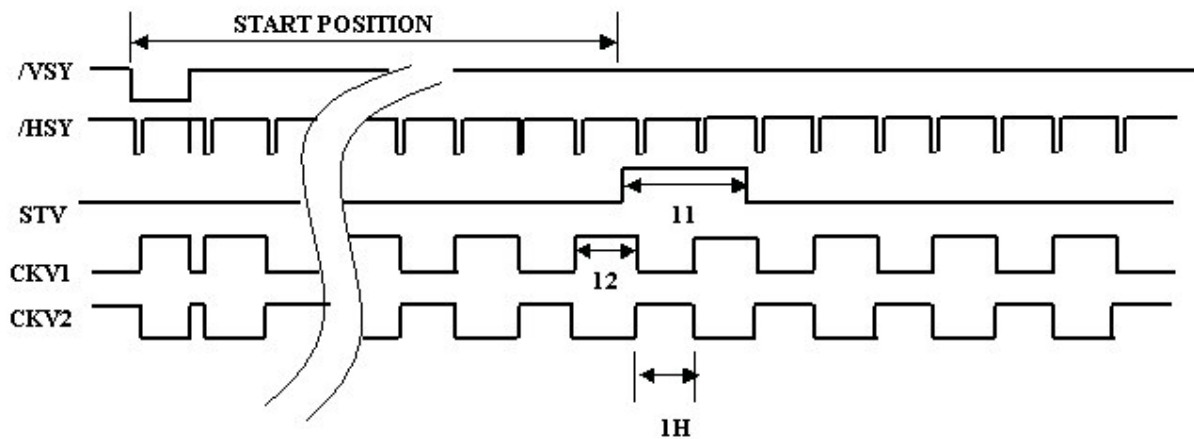 START POSITION
/VSY
/HSY
STV
11
CKV1
12
CKV2
1H